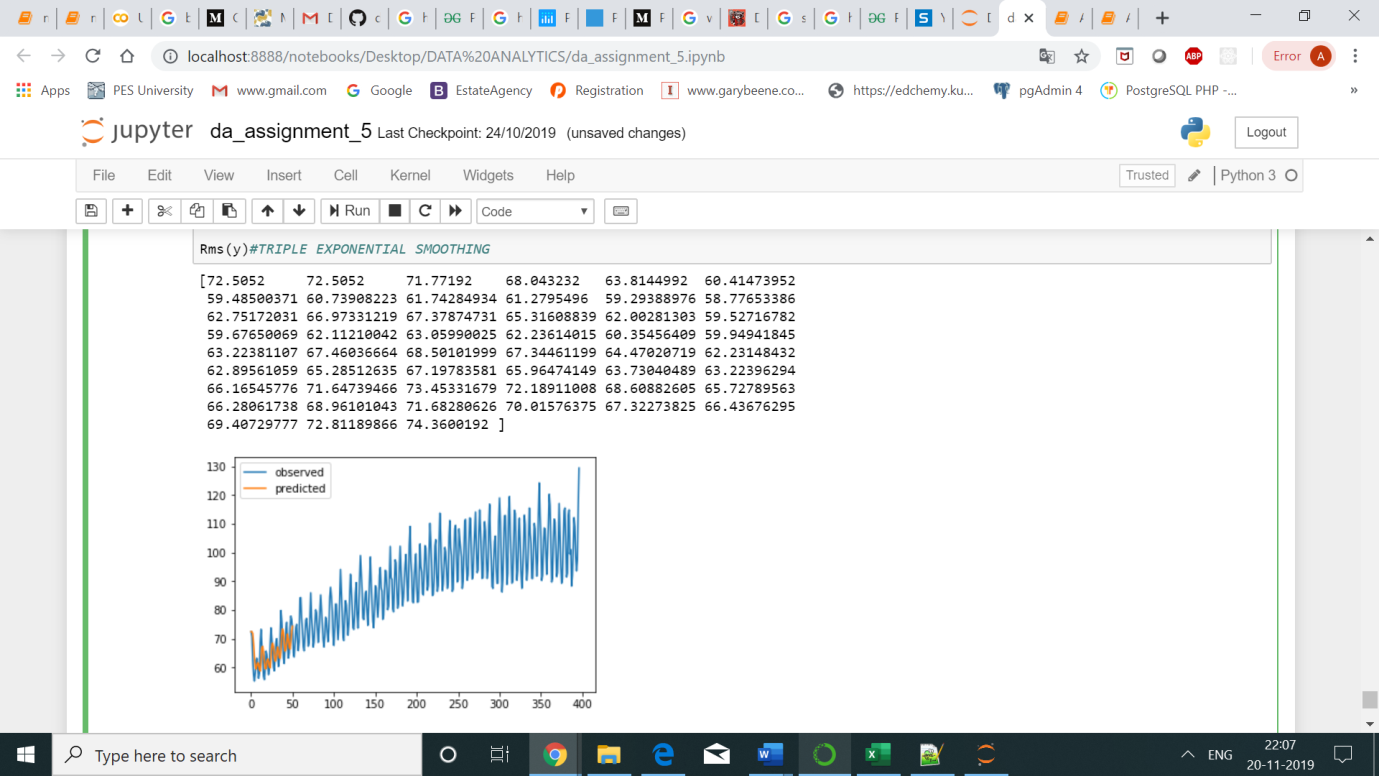 localhost:8888/notebooks/Desktop/DATA%20ANALYTICS/da_assignment_5.ipynb
ABP
Error
A
Apps
PES University
www.gmail.com
Google
EstateAgency
Registration
www.garybeene.co...
https://edchemy.ku...
pgAdmin 4
PostgreSQL PHP -...
»
jupyter da_assignment_5 Last Checkpoint: 24/10/2019 (unsaved changes)
Logout
File Edit View Insert Cell Kernel Widgets Help
Trusted
Python 3
Run
Code
Rms(y)#TRIPLE EXPONENTIAL SMOOTHING
[72.5052 72.5052 71.77192 68.043232 63.8144992 60.41473952
59.48500371 60.73908223 61.74284934 61.2795496 59.29388976 58.77653386
62.75172031 66.97331219 67.37874731 65.31608839 62.00281303 59.52716782
59.67650069 62.11210042 63.05990025 62.23614015 60.35456409 59.94941845
63.22381107 67.46036664 68.50101999 67.34461199 64.47020719 62.23148432
62.89561059 65.28512635 67.19783581 65.96474149 63.73040489 63.22396294
66.16545776 71.64739466 73.45331679 72.18911008 68.60882605 65.72789563
66.28061738 68.96101043 71.68280626 70.01576375 67.32273825 66.43676295
69.40729777 72.81189866 74.3600192 ]
observed
predicted
130
120
110
100
90
80
70
60
0 50 100 150 200 250 300 350 400
Type here to search
ENG
22:07
20-11-2019